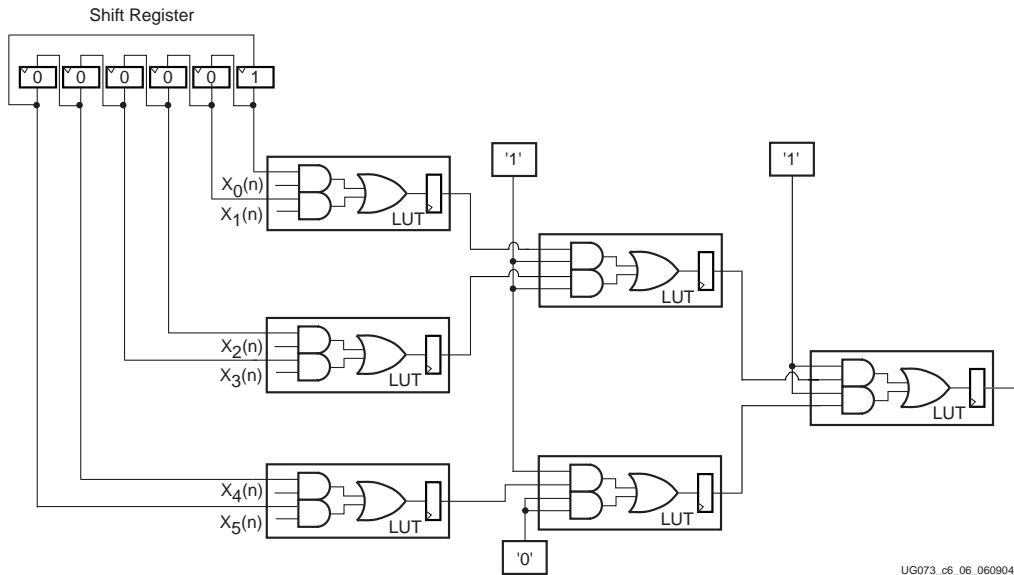 Shift Register
0 0 0 0 0 1
X0(n)
X1(n)
LUT
'1'
'1'
LUT
X2(n)
X3(n)
LUT
LUT
X4(n)
X5(n)
LUT
LUT
'0'
UG073_c6_06_060904